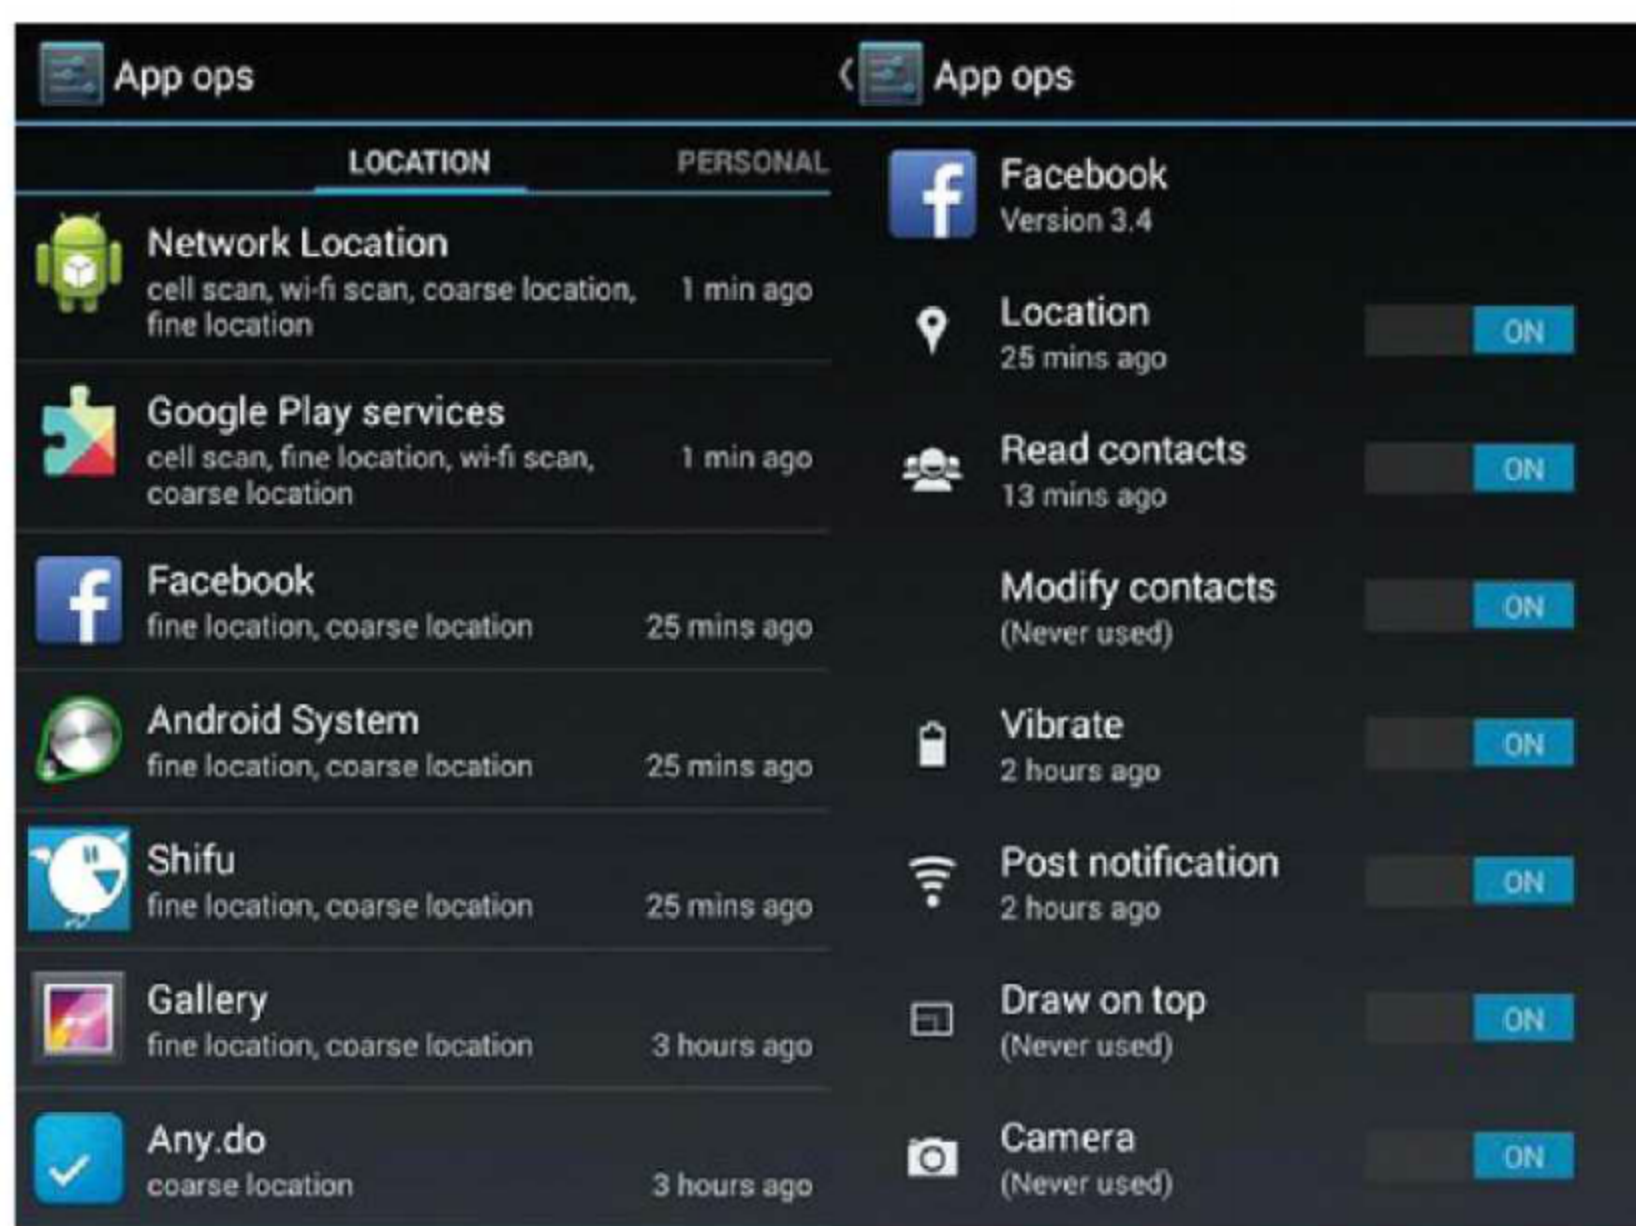 App ops
LOCATION PERSONAL
Network Location
cell scan, wi-fi scan, coarse location, 1 min ago
fine location
Google Play services
cell scan, fine location, wi-fi scan, 1 min ago
coarse location
Facebook
fine location, coarse location 25 mins ago
Android System
fine location, coarse location 25 mins ago
Shifu
fine location, coarse location 25 mins ago
Gallery
fine location, coarse location 3 hours ago
Any.do
coarse location 3 hours ago
App ops
Facebook
Version 3.4
Location
25 mins ago
ON
Read contacts
13 mins ago
ON
Modify contacts
(Never used)
ON
Vibrate
2 hours ago
ON
Post notification
2 hours ago
ON
Draw on top
(Never used)
ON
Camera
(Never used)
ON